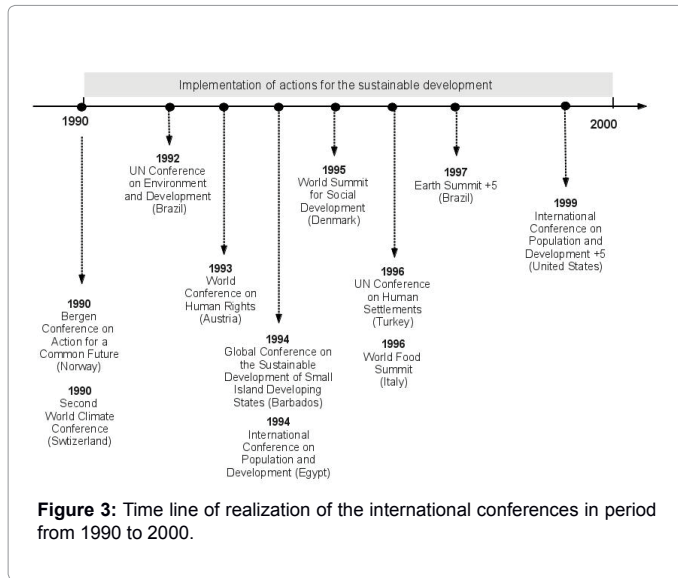 Implementation of actions for the sustainable development
1990
2000
1992
UN Conference
on Environment
and Development
(Brazil)
1995
World Summit
for Social
Development
(Denmark)
1997
Earth Summit +5
(Brazil)
1999
International
Conference on
Population and
Development +5
(United States)
1993
World
Conference on
Human Rights
(Austria)
1996
UN Conference
on Human
Settlements
(Turkey)
1996
World Food
Summit
(Italy)
1990
Bergen
Conference on
Action for a
Common Future
(Norway)
1990
Second
World Climate
Conference
(Swtizerland)
1994
Global Conference on
the Sustainable
Development of Small
Island Developing
States (Barbados)
1994
International
Conference on
Population and
Development (Egypt)
Figure 3: Time line of realization of the international conferences in period
from 1990 to 2000.